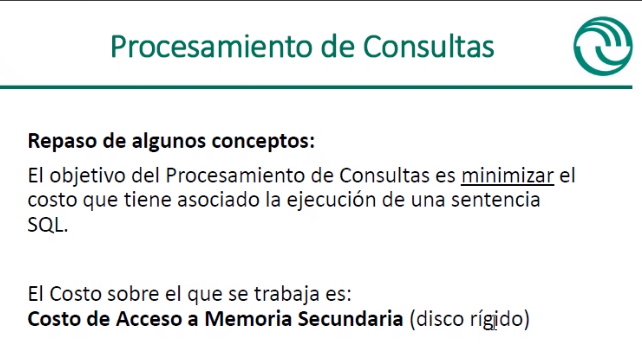 Procesamiento de Consultas
Repaso de algunos conceptos:
El objetivo del Procesamiento de Consultas es minimizar el
costo que tiene asociado la ejecución de una sentencia
SQL.
El Costo sobre el que se trabaja es:
Costo de Acceso a Memoria Secundaria (disco rígido)